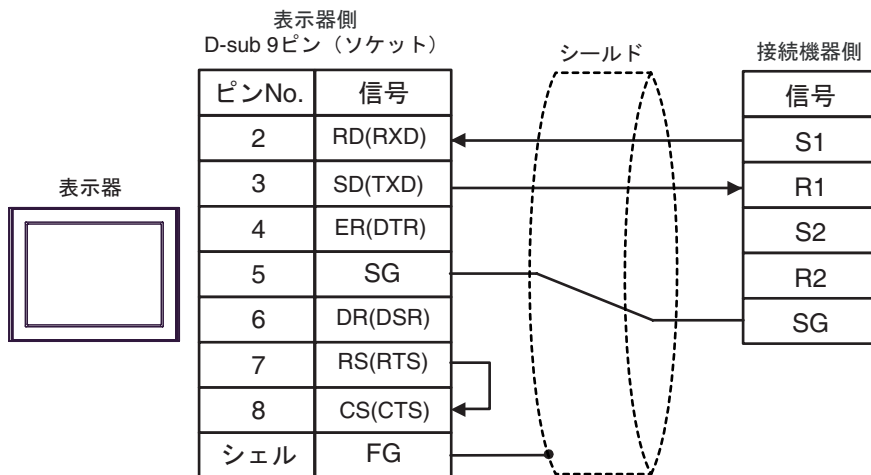 表示器側
D-sub 9ピン（ソケット）
シールド
接続機器側
ピンNo. 信号 信号
2 RD(RXD) S1
3 SD(TXD) R1
表示器
4 ER(DTR) S2
5 SG R2
6 DR(DSR) SG
7 RS(RTS)
8 CS(CTS)
シェル FG